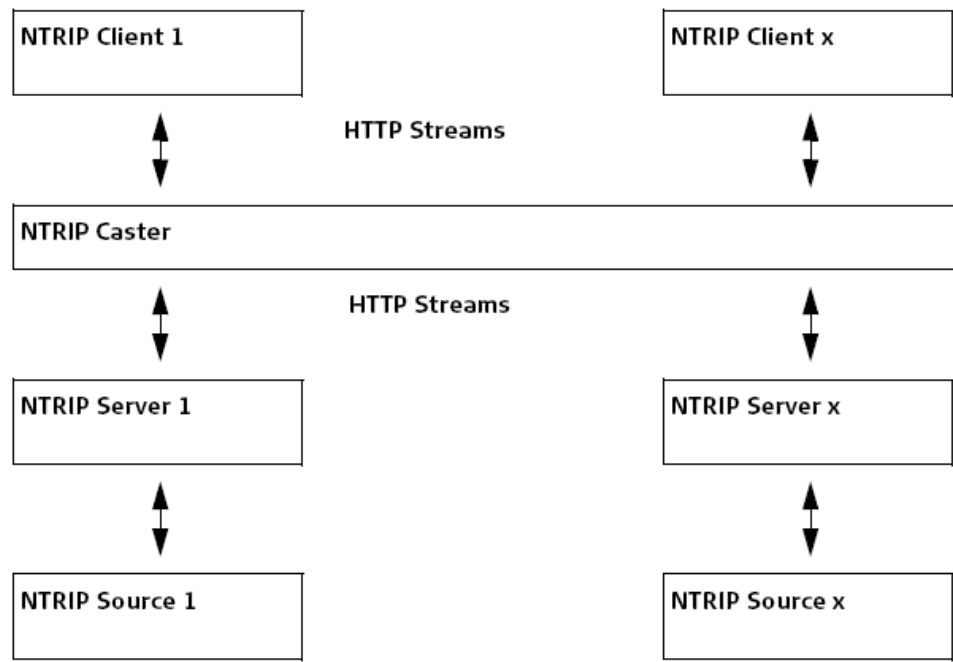 NTRIP Client 1
NTRIP Client x
HTTP Streams
NTRIP Caster
HTTP Streams
NTRIP Server 1
NTRIP Server x
NTRIP Source 1
NTRIP Source x